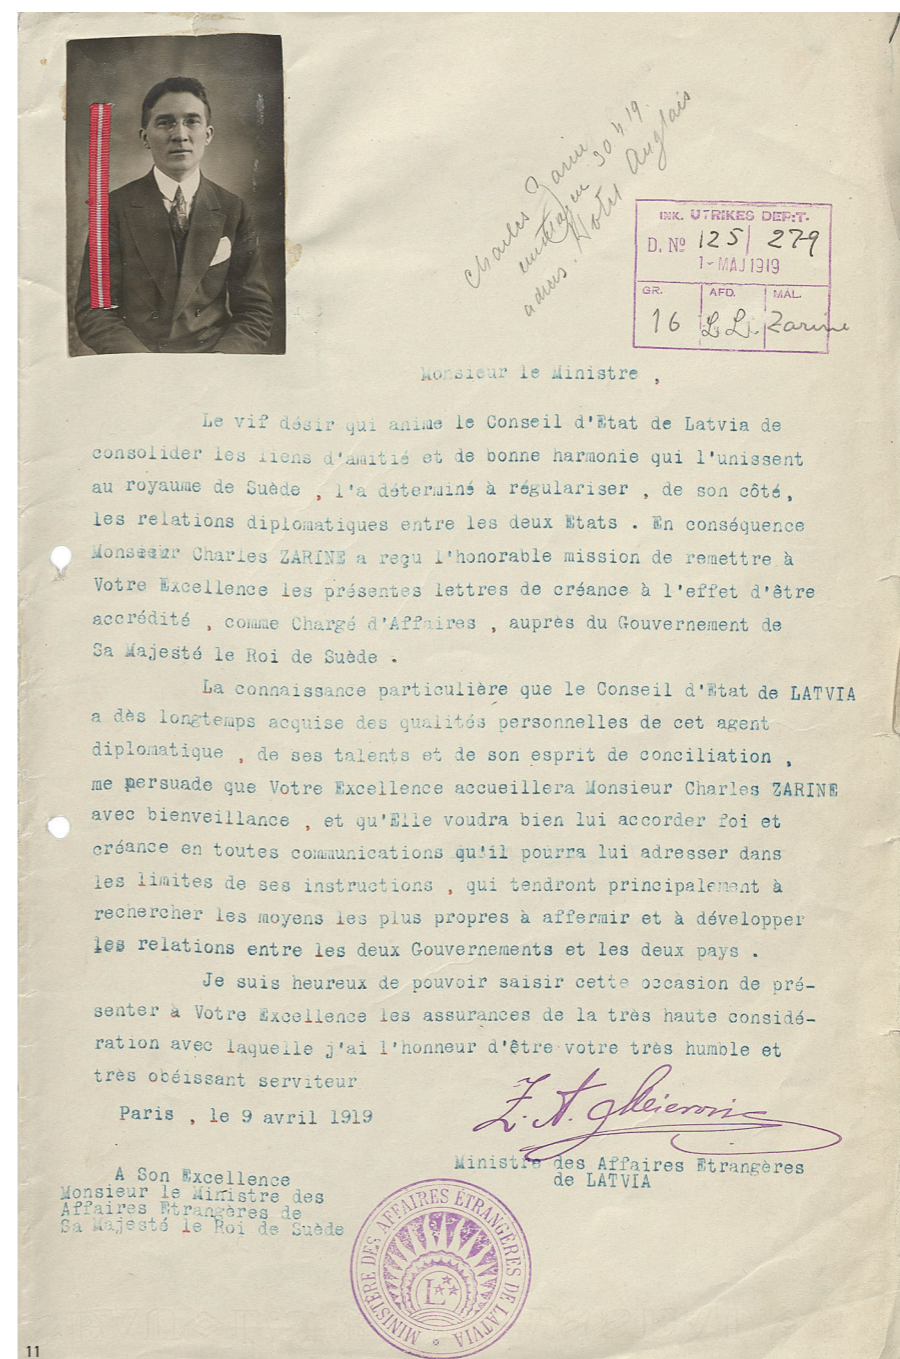 Charles Zarine
30.4.19.
adress. Hotel Anglais
INK. UTRIKES DEP:T.
D. Nº 125/279
1-MAJ 1919
GR. AFD. MÅL.
16 L Li. Zarine
Monsieur le Ministre ,
Le vif désir qui anime le Conseil d'Etat de Latvia de
consolider les liens d'amitié et de bonne harmonie qui l'unissent
au royaume de Suède , l'a déterminé à régulariser , de son côté,
les relations diplomatiques entre les deux Etats . En conséquence
Monsieur Charles ZARINE a reçu l'honorable mission de remettre à
Votre Excellence les présentes lettres de créance à l'effet d'être
accrédité , comme Chargé d'Affaires , auprès du Gouvernement de
Sa Majesté le Roi de Suède .
La connaissance particulière que le Conseil d'Etat de LATVIA
a dès longtemps acquise des qualités personnelles de cet agent
diplomatique , de ses talents et de son esprit de conciliation ,
me persuade que Votre Excellence accueillera Monsieur Charles ZARINE
avec bienveillance , et qu'Elle voudra bien lui accorder foi et
créance en toutes communications qu'il pourra lui adresser dans
les limites de ses instructions , qui tendront principalement à
rechercher les moyens les plus propres à affermir et à développer
les relations entre les deux Gouvernements et les deux pays .
Je suis heureux de pouvoir saisir cette occasion de pré-
senter à Votre Excellence les assurances de la très haute considé-
ration avec laquelle j'ai l'honneur d'être votre très humble et
très obéissant serviteur
Paris , le 9 avril 1919
Z. A. Meierovics
Ministre des Affaires Etrangères
de LATVIA
A Son Excellence
Monsieur le Ministre des
Affaires Etrangères de
Sa Majesté le Roi de Suède
MINISTÈRE DES AFFAIRES ÉTRANGÈRES DE LATVIA
L
11